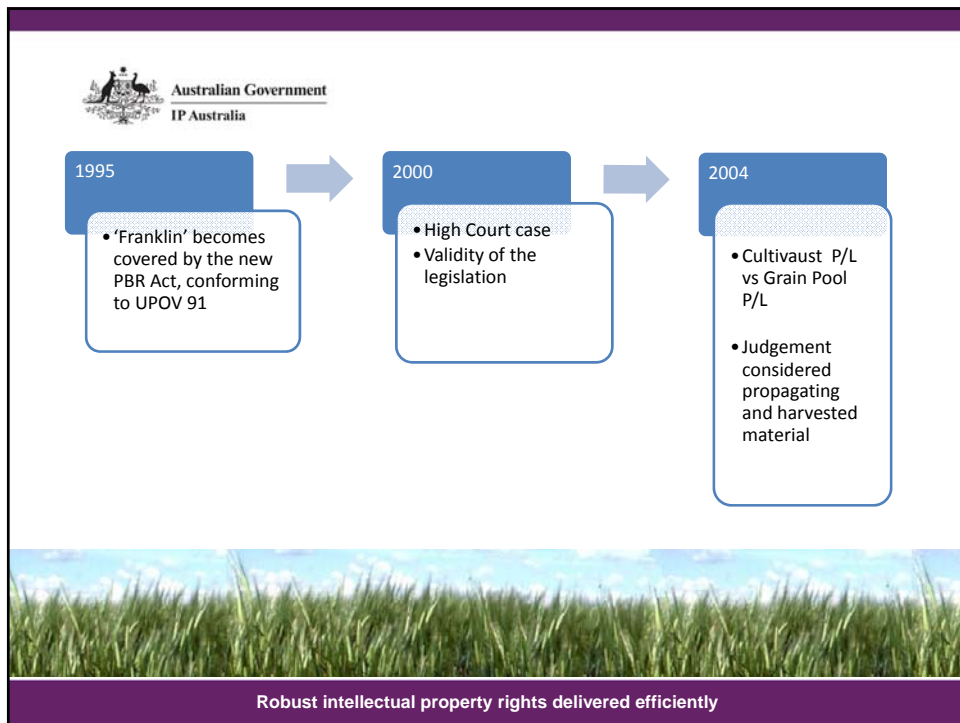 Australian Government
IP Australia
1995
• 'Franklin' becomes
covered by the new
PBR Act, conforming
to UPOV 91
2000
• High Court case
• Validity of the
legislation
2004
• Cultivaust P/L
vs Grain Pool
P/L
• Judgement
considered
propagating
and harvested
material
Robust intellectual property rights delivered efficiently